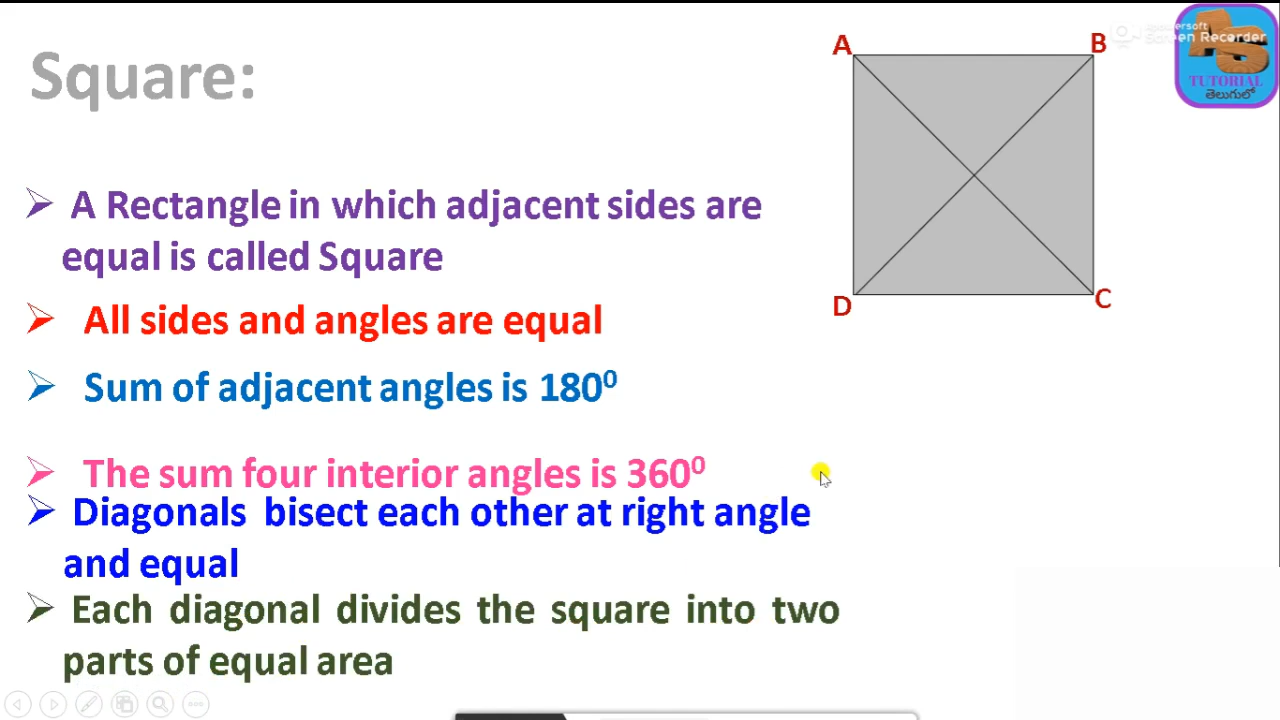 Square:
A
B
Screen Recorder
TUTORIAL
తెలుగులో
➢ A Rectangle in which adjacent sides are
equal is called Square
➢ All sides and angles are equal
D
C
➢ Sum of adjacent angles is 180⁰
➢ The sum four interior angles is 360⁰
➢ Diagonals bisect each other at right angle
and equal
➢ Each diagonal divides the square into two
parts of equal area